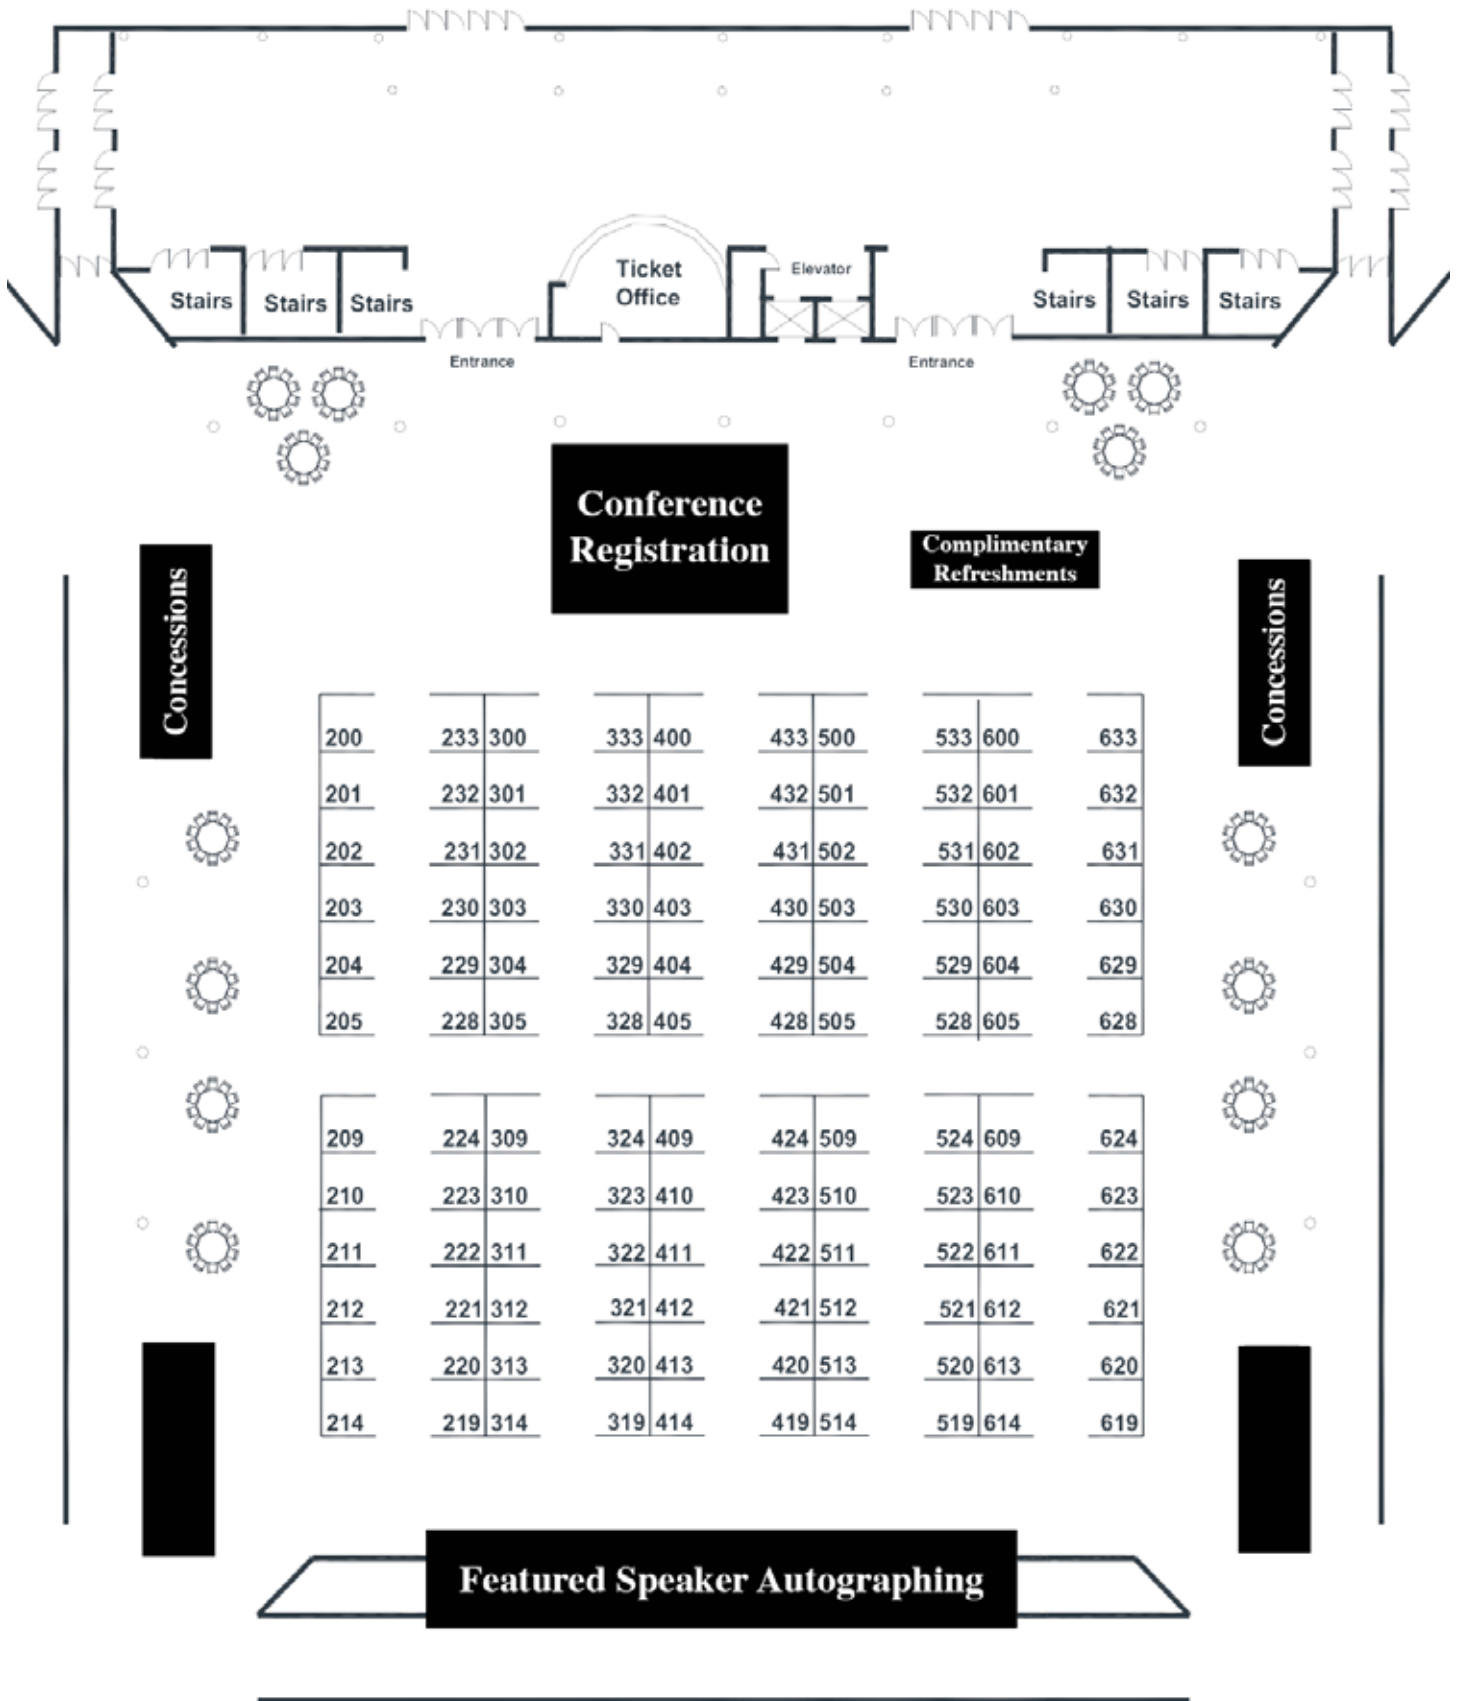 Ticket
Office
Elevator
Stairs Stairs Stairs
Stairs Stairs Stairs
Entrance
Entrance
Conference
Registration
Complimentary
Refreshments
Concessions
Concessions
200 233 300 333 400 433 500 533 600 633
201 232 301 332 401 432 501 532 601 632
202 231 302 331 402 431 502 531 602 631
203 230 303 330 403 430 503 530 603 630
204 229 304 329 404 429 504 529 604 629
205 228 305 328 405 428 505 528 605 628
209 224 309 324 409 424 509 524 609 624
210 223 310 323 410 423 510 523 610 623
211 222 311 322 411 422 511 522 611 622
212 221 312 321 412 421 512 521 612 621
213 220 313 320 413 420 513 520 613 620
214 219 314 319 414 419 514 519 614 619
Featured Speaker Autographing